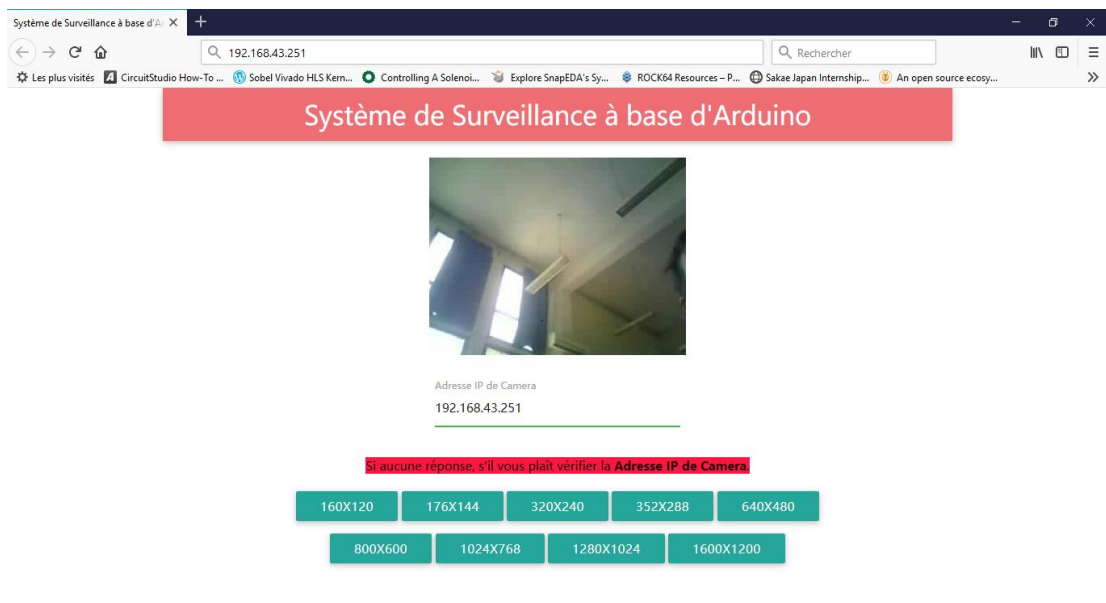 Système de Surveillance à base d'Ar
192.168.43.251
Rechercher
Les plus visités CircuitStudio How-To ... Sobel Vivado HLS Kern... Controlling A Solenoi... Explore SnapEDA's Sy... ROCK64 Resources – P... Sakae Japan Internship... An open source ecosy...
Système de Surveillance à base d'Arduino
Adresse IP de Camera
192.168.43.251
Si aucune réponse, s'il vous plaît vérifier la Adresse IP de Camera.
160X120 176X144 320X240 352X288 640X480
800X600 1024X768 1280X1024 1600X1200